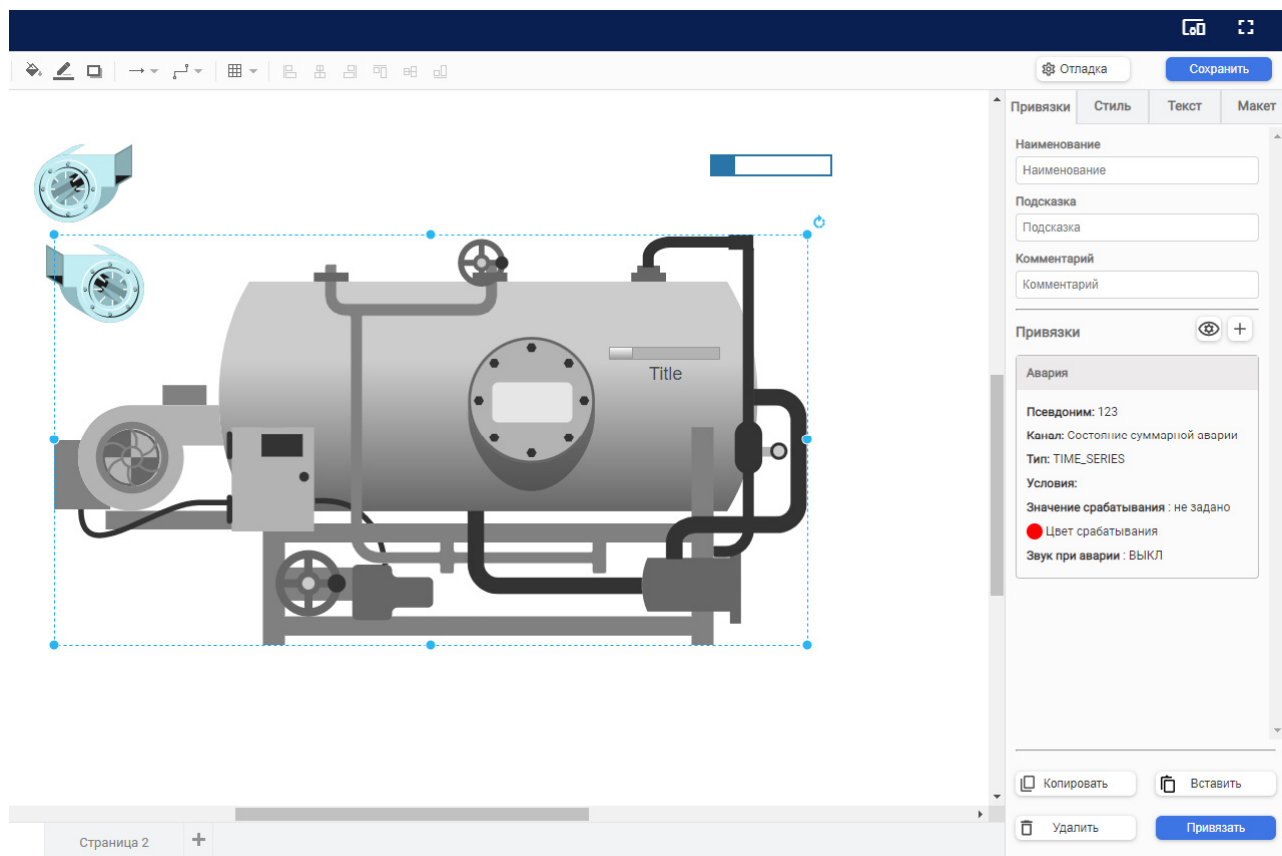 Отладка
Сохранить
Привязки
Стиль
Текст
Макет
Наименование
Наименование
Подсказка
Подсказка
Комментарий
Комментарий
Привязки
Title
Авария
Псевдоним: 123
Канал: Состояние суммарной аварии
Тип: TIME_SERIES
Условия:
Значение срабатывания : не задано
Цвет срабатывания
Звук при аварии : ВЫКЛ
Копировать
Вставить
Удалить
Привязать
Страница 2